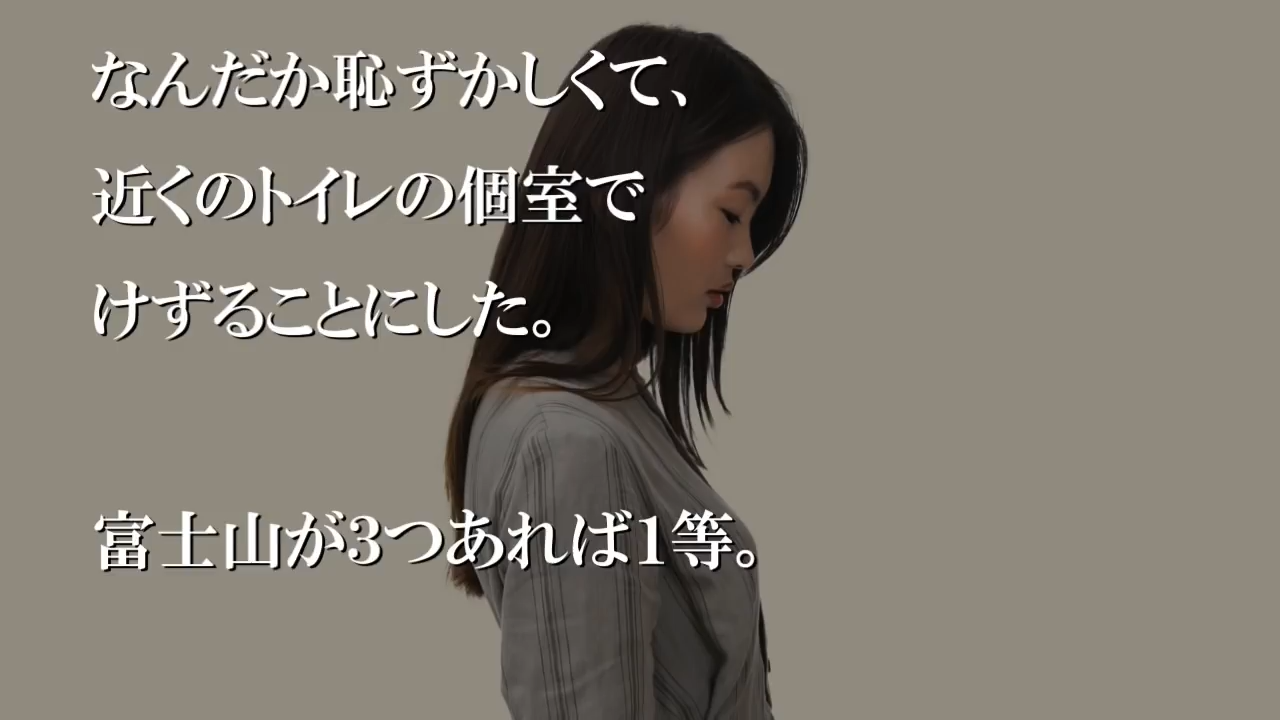 なんだか恥ずかしくて、
近くのトイレの個室で
けずることにした。
富士山が3つあれば1等。